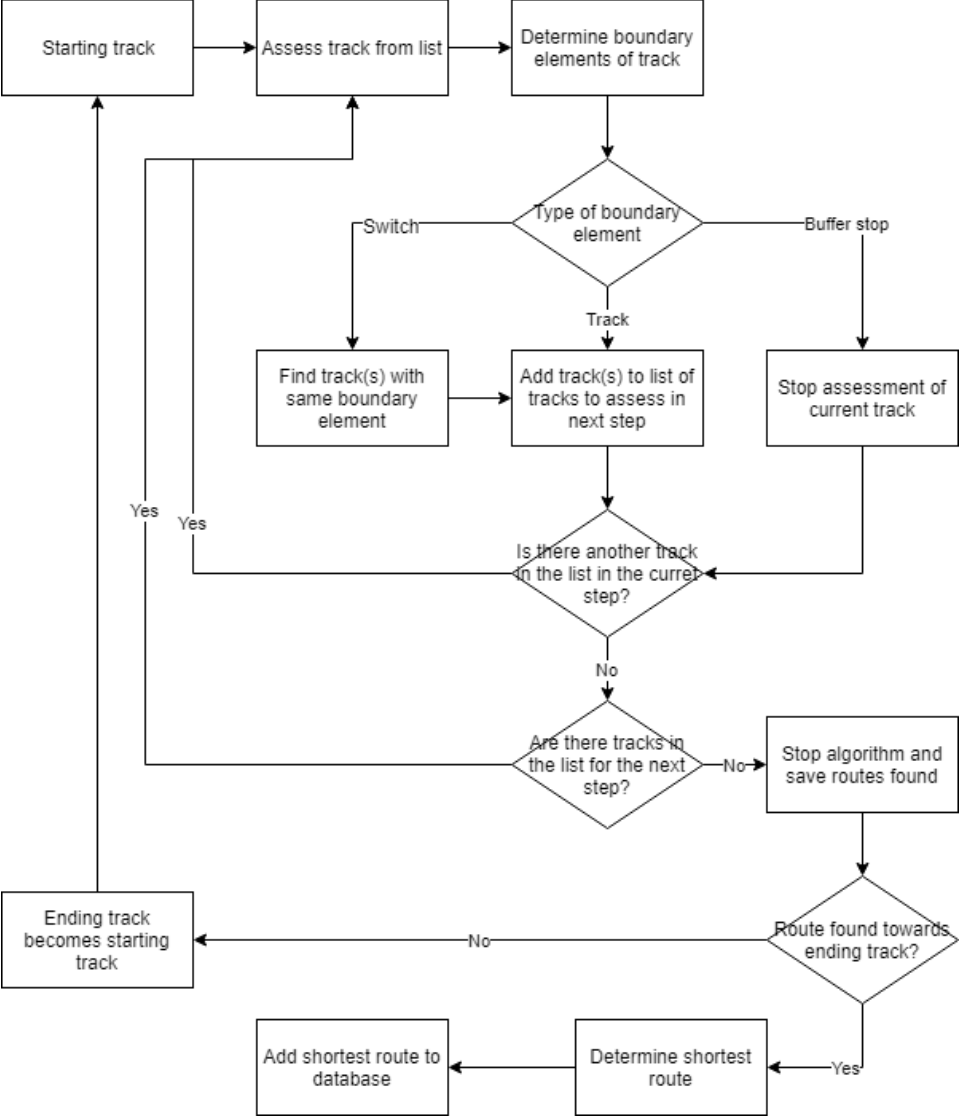 Starting track
Assess track from list
Determine boundary
elements of track
Type of boundary
element
Switch
Buffer stop
Track
Find track(s) with
same boundary
element
Add track(s) to list of
tracks to assess in
next step
Stop assessment of
current track
Yes
Yes
Is there another track
in the list in the curret
step?
No
Are there tracks in
the list for the next
step?
No
Stop algorithm and
save routes found
Ending track
becomes starting
track
No
Route found towards
ending track?
Add shortest route to
database
Determine shortest
route
Yes